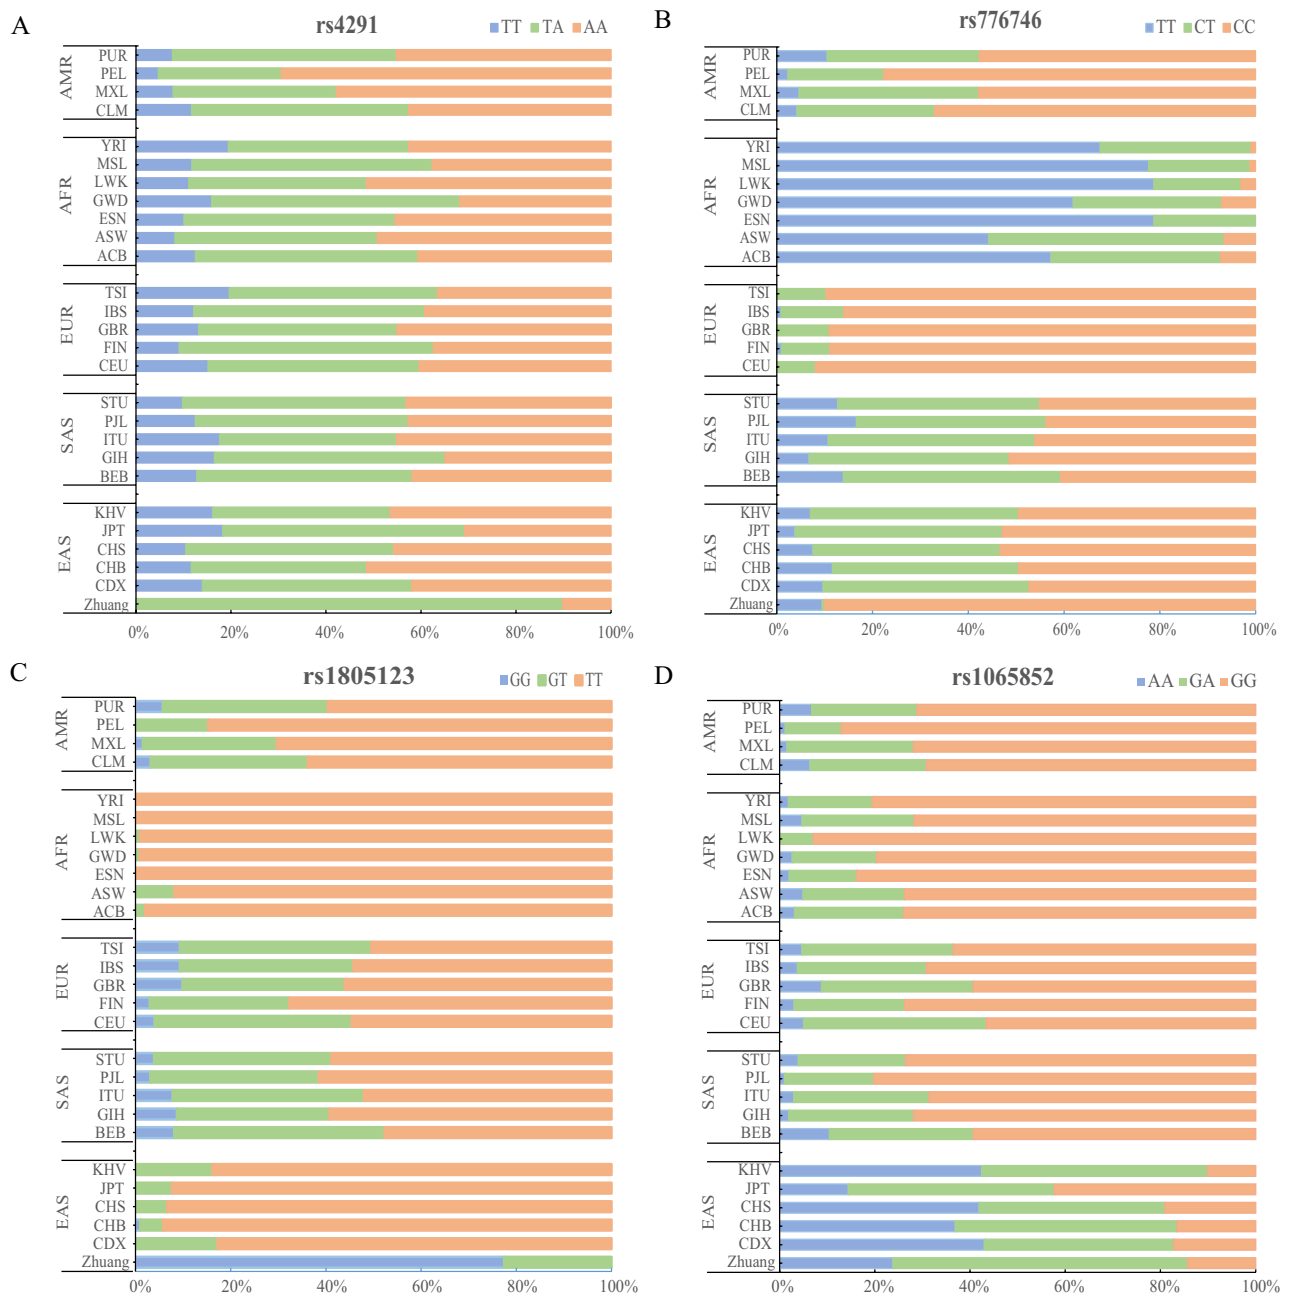 A
rs4291
TT TA AA
AMR
PUR
PEL
MXL
CLM
AFR
YRI
MSL
LWK
GWD
ESN
ASW
ACB
EUR
TSI
IBS
GBR
FIN
CEU
SAS
STU
PJL
ITU
GIH
BEB
EAS
KHV
JPT
CHS
CHB
CDX
Zhuang
0% 20% 40% 60% 80% 100%
B
rs776746
TT CT CC
AMR
PUR
PEL
MXL
CLM
AFR
YRI
MSL
LWK
GWD
ESN
ASW
ACB
EUR
TSI
IBS
GBR
FIN
CEU
SAS
STU
PJL
ITU
GIH
BEB
EAS
KHV
JPT
CHS
CHB
CDX
Zhuang
0% 20% 40% 60% 80% 100%
C
rs1805123
GG GT TT
AMR
PUR
PEL
MXL
CLM
AFR
YRI
MSL
LWK
GWD
ESN
ASW
ACB
EUR
TSI
IBS
GBR
FIN
CEU
SAS
STU
PJL
ITU
GIH
BEB
EAS
KHV
JPT
CHS
CHB
CDX
Zhuang
0% 20% 40% 60% 80% 100%
D
rs1065852
AA GA GG
AMR
PUR
PEL
MXL
CLM
AFR
YRI
MSL
LWK
GWD
ESN
ASW
ACB
EUR
TSI
IBS
GBR
FIN
CEU
SAS
STU
PJL
ITU
GIH
BEB
EAS
KHV
JPT
CHS
CHB
CDX
Zhuang
0% 20% 40% 60% 80% 100%